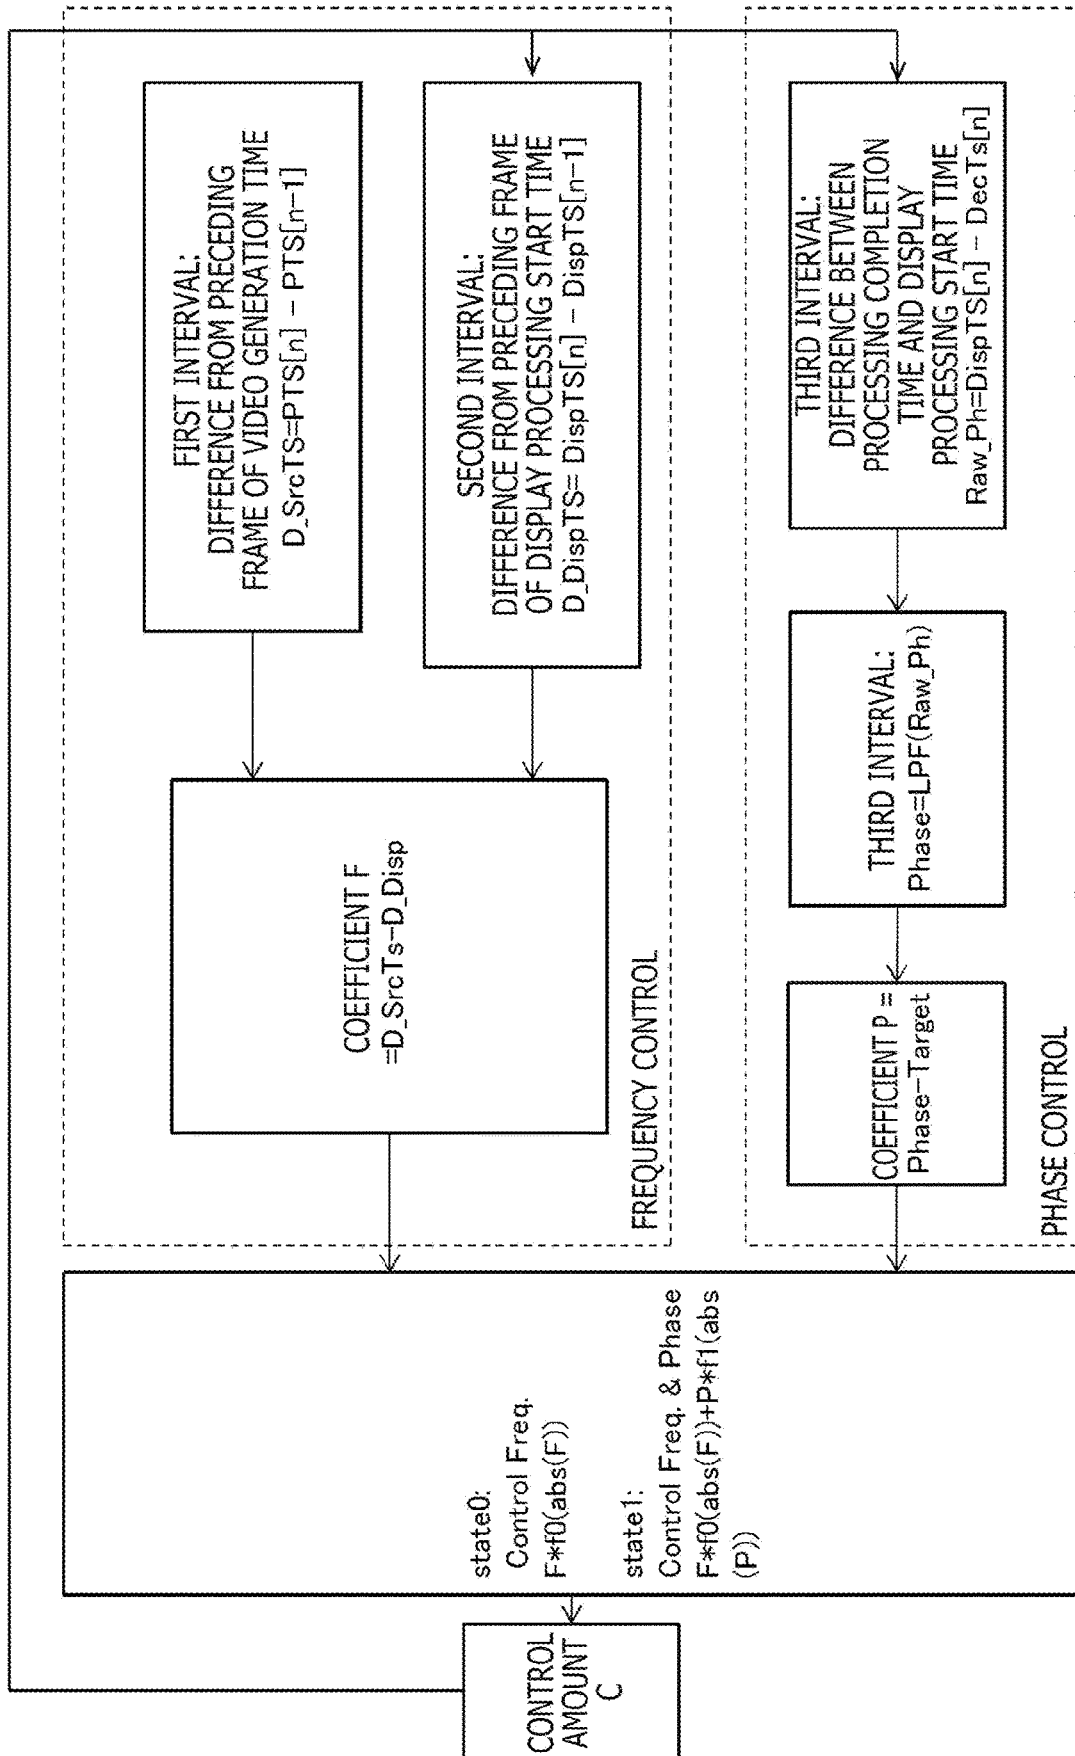 FIRST INTERVAL:
DIFFERENCE FROM PRECEDING
FRAME OF VIDEO GENERATION TIME
D_SrcTS=PTS[n] - PTS[n-1]
SECOND INTERVAL:
DIFFERENCE FROM PRECEDING FRAME
OF DISPLAY PROCESSING START TIME
D_DispTS= DispTS[n] - DispTS[n-1]
COEFFICIENT F
=D_SrcTs-D_Disp
FREQUENCY CONTROL
THIRD INTERVAL:
DIFFERENCE BETWEEN
PROCESSING COMPLETION
TIME AND DISPLAY
PROCESSING START TIME
Raw_Ph=DispTS[n] - DecTs[n]
THIRD INTERVAL:
Phase=LPF(Raw_Ph)
COEFFICIENT P =
Phase-Target
PHASE CONTROL
state0:
Control Freq.
F*f0(abs(F))
state1:
Control Freq. & Phase
F*f0(abs(F))+P*f1(abs
(P))
CONTROL
AMOUNT
C